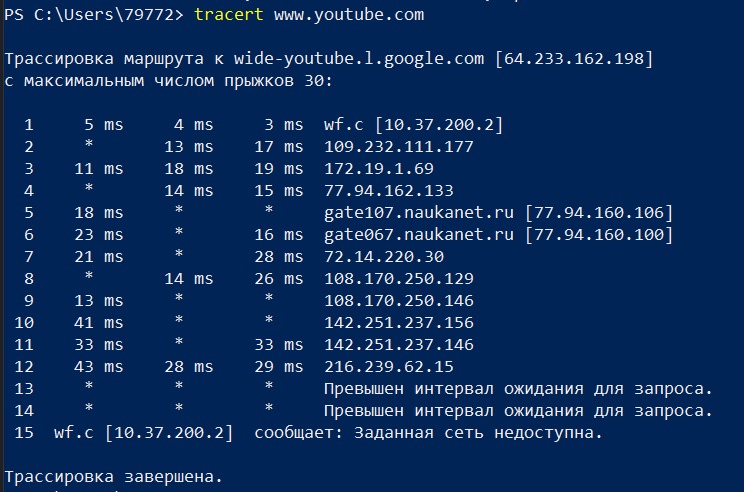 PS C:\Users\79772> tracert www.youtube.com
Трассировка маршрута к wide-youtube.l.google.com [64.233.162.198]
с максимальным числом прыжков 30:
1 5 ms 4 ms 3 ms wf.c [10.37.200.2]
2 * 13 ms 17 ms 109.232.111.177
3 11 ms 18 ms 19 ms 172.19.1.69
4 * 14 ms 15 ms 77.94.162.133
5 18 ms * * gate107.naukanet.ru [77.94.160.106]
6 23 ms * 16 ms gate067.naukanet.ru [77.94.160.100]
7 21 ms * 28 ms 72.14.220.30
8 * 14 ms 26 ms 108.170.250.129
9 13 ms * * 108.170.250.146
10 41 ms * * 142.251.237.156
11 33 ms * 33 ms 142.251.237.146
12 43 ms 28 ms 29 ms 216.239.62.15
13 * * * Превышен интервал ожидания для запроса.
14 * * * Превышен интервал ожидания для запроса.
15 wf.c [10.37.200.2] сообщает: Заданная сеть недоступна.
Трассировка завершена.